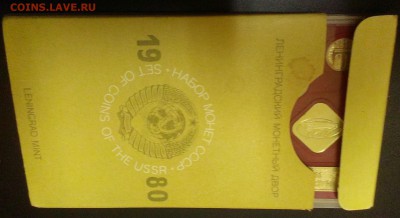 COINS.LAVE.RU
ЛЕНИНГРАДСКИЙ МОНЕТНЫЙ ДВОР
19
• НАБОР МОНЕТ СССР •
SET OF COINS OF THE USSR
80
LENINGRAD MINT